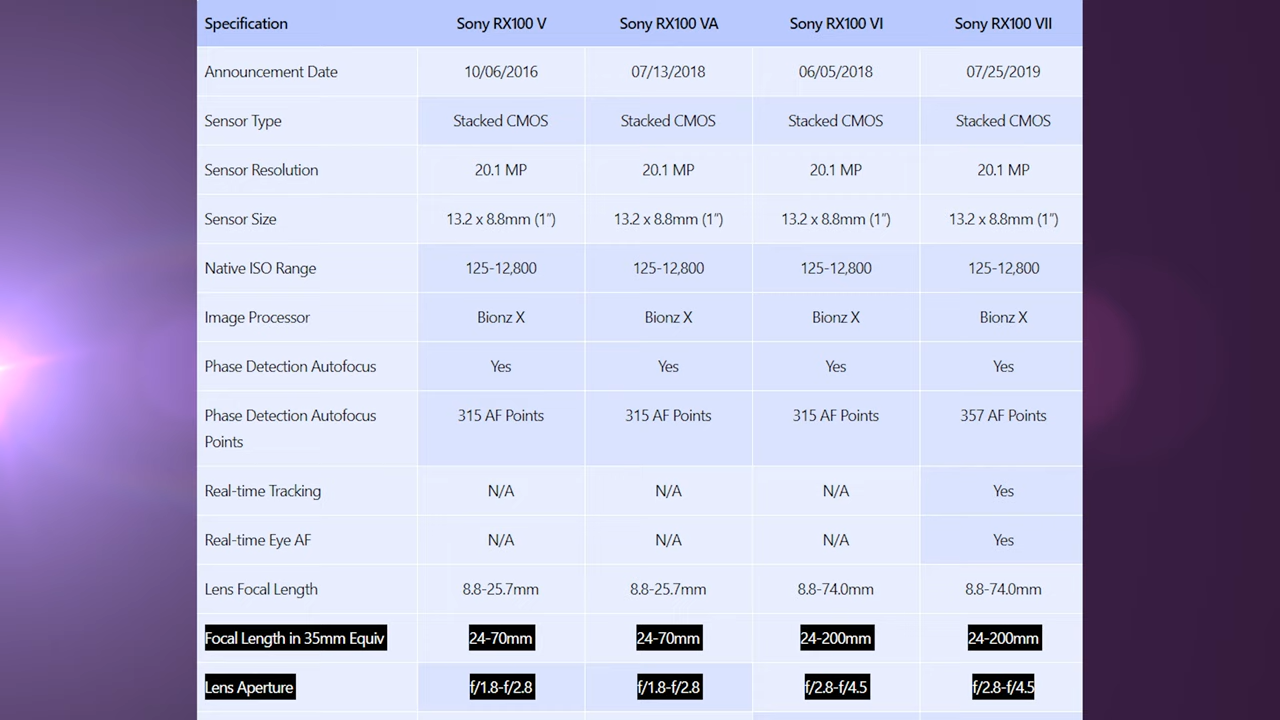 Specification Sony RX100 V Sony RX100 VA Sony RX100 VI Sony RX100 VII
Announcement Date 10/06/2016 07/13/2018 06/05/2018 07/25/2019
Sensor Type Stacked CMOS Stacked CMOS Stacked CMOS Stacked CMOS
Sensor Resolution 20.1 MP 20.1 MP 20.1 MP 20.1 MP
Sensor Size 13.2 x 8.8mm (1″) 13.2 x 8.8mm (1″) 13.2 x 8.8mm (1″) 13.2 x 8.8mm (1″)
Native ISO Range 125-12,800 125-12,800 125-12,800 125-12,800
Image Processor Bionz X Bionz X Bionz X Bionz X
Phase Detection Autofocus Yes Yes Yes Yes
Phase Detection Autofocus 315 AF Points 315 AF Points 315 AF Points 357 AF Points
Points
Real-time Tracking N/A N/A N/A Yes
Real-time Eye AF N/A N/A N/A Yes
Lens Focal Length 8.8-25.7mm 8.8-25.7mm 8.8-74.0mm 8.8-74.0mm
Focal Length in 35mm Equiv 24-70mm 24-70mm 24-200mm 24-200mm
Lens Aperture f/1.8-f/2.8 f/1.8-f/2.8 f/2.8-f/4.5 f/2.8-f/4.5